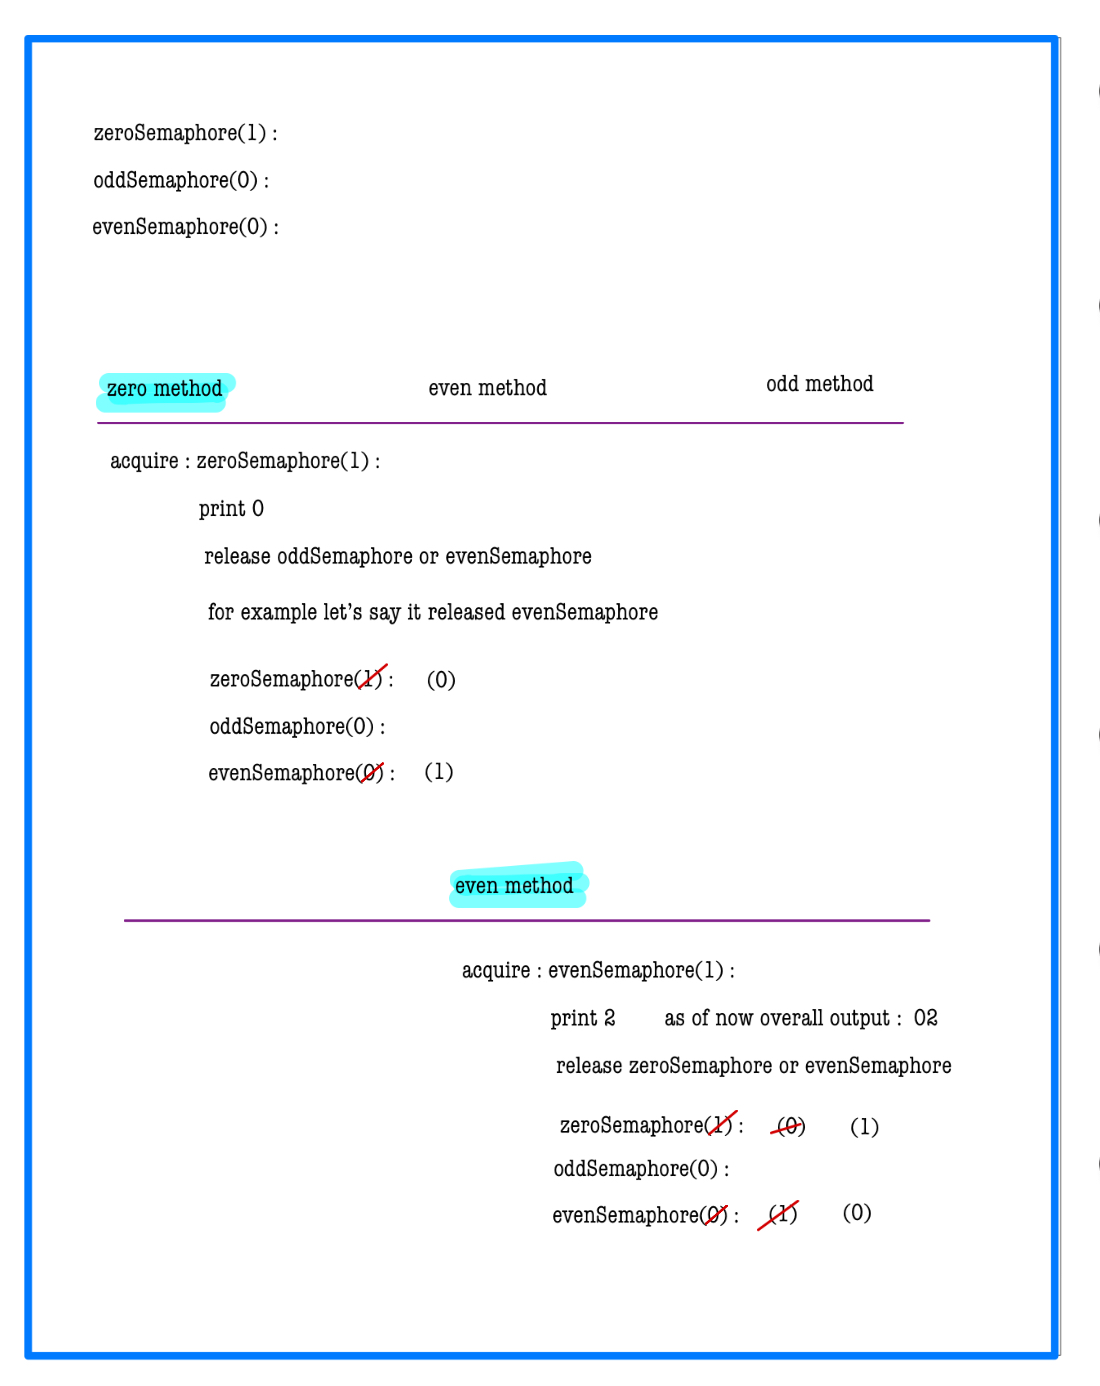 zeroSemaphore(1) :
oddSemaphore(0) :
evenSemaphore(0) :
zero method even method odd method
acquire : zeroSemaphore(1) :
print 0
release oddSemaphore or evenSemaphore
for example let's say it released evenSemaphore
zeroSemaphore(1) : (0)
oddSemaphore(0) :
evenSemaphore(0) : (1)
even method
acquire : evenSemaphore(1) :
print 2 as of now overall output : 02
release zeroSemaphore or evenSemaphore
zeroSemaphore(1) : (0) (1)
oddSemaphore(0) :
evenSemaphore(0) : (1) (0)